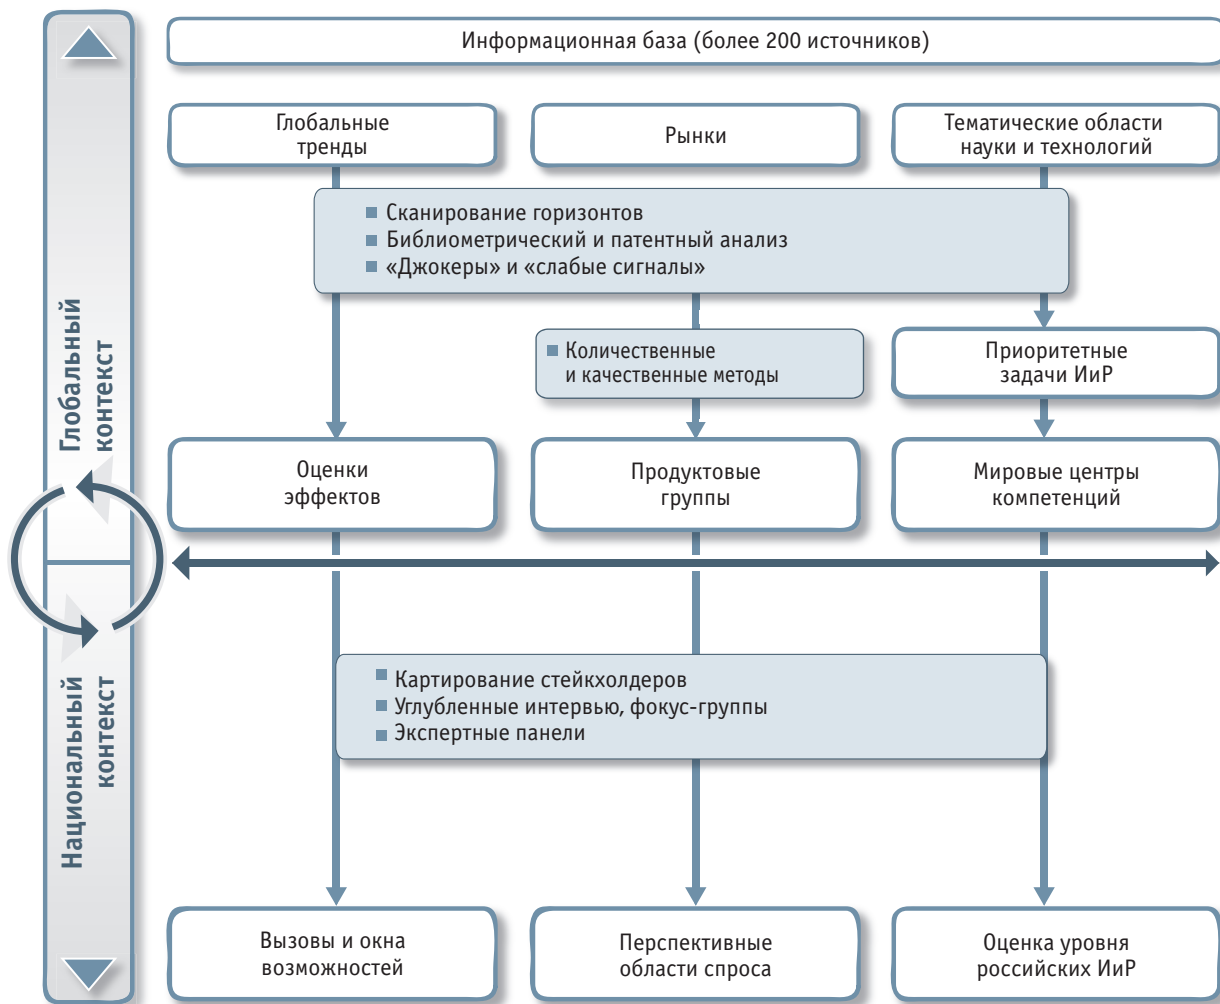 Информационная база (более 200 источников)
Глобальные
тренды
Рынки
Тематические области
науки и технологий
Сканирование горизонтов
Библиометрический и патентный анализ
«Джокеры» и «слабые сигналы»
Глобальный
контекст
Количественные
и качественные методы
Приоритетные
задачи ИиР
Оценки
эффектов
Продуктовые
группы
Мировые центры
компетенций
Национальный
контекст
Картирование стейкхолдеров
Углубленные интервью, фокус-группы
Экспертные панели
Вызовы и окна
возможностей
Перспективные
области спроса
Оценка уровня
российских ИиР